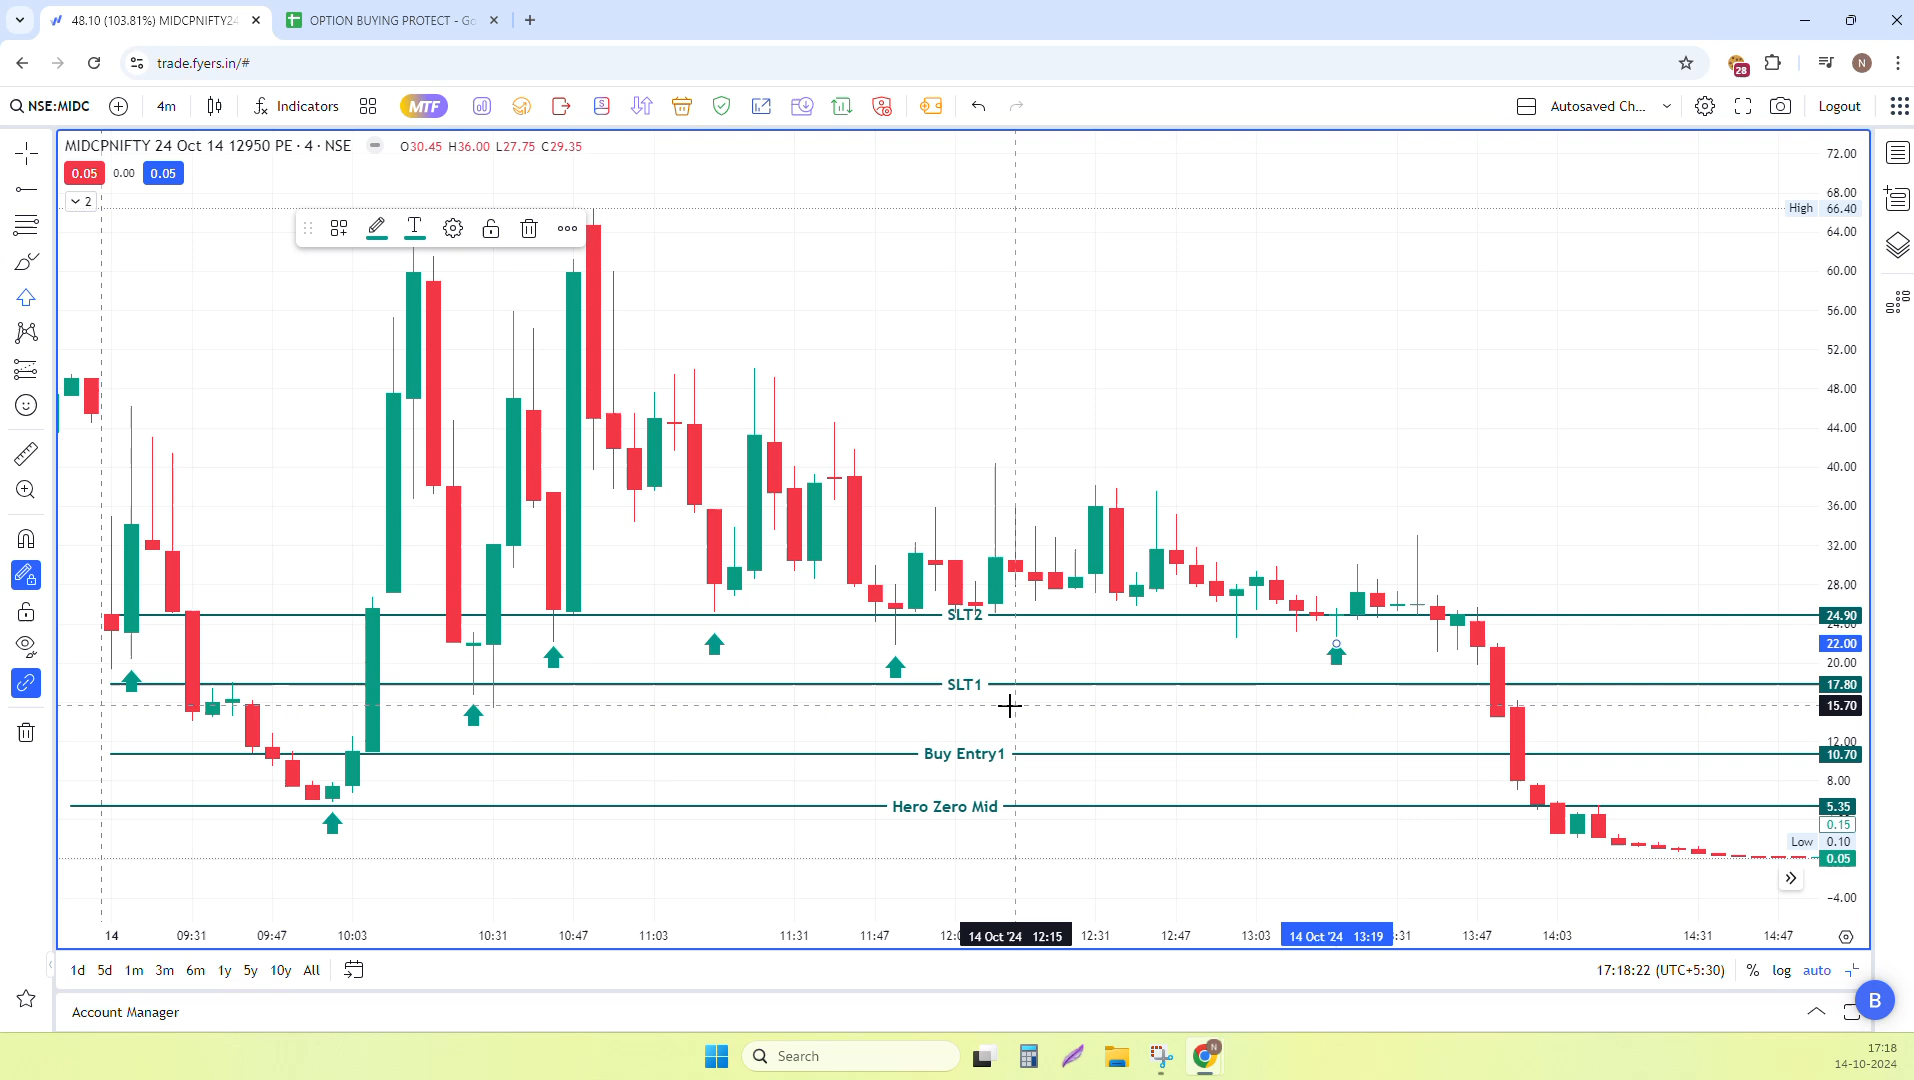 48.10 (103.81%) MIDCPNIFTY24
OPTION BUYING PROTECT - Go
trade.fyers.in/#
28
N
NSE:MIDC
4m
Indicators
MTF
S
Autosaved Ch...
Logout
MIDCPNIFTY 24 Oct 14 12950 PE · 4 · NSE
O30.45 H36.00 L27.75 C29.35
0.05
0.00
0.05
2
T
72.00
68.00
High 66.40
64.00
60.00
56.00
52.00
48.00
44.00
40.00
36.00
32.00
28.00
SLT2
24.90
24.00
22.00
20.00
SLT1
17.80
15.70
12.00
Buy Entry1
10.70
8.00
Hero Zero Mid
5.35
0.15
Low 0.10
0.05
−4.00
14
09:31
09:47
10:03
10:31
10:47
11:03
11:31
11:47
14 Oct '24 12:15
12:31
12:47
13:03
14 Oct '24 13:19
13:47
14:03
14:31
14:47
1d 5d 1m 3m 6m 1y 5y 10y All
17:18:22 (UTC+5:30)
%
log
auto
B
Account Manager
Search
N
17:18
14-10-2024